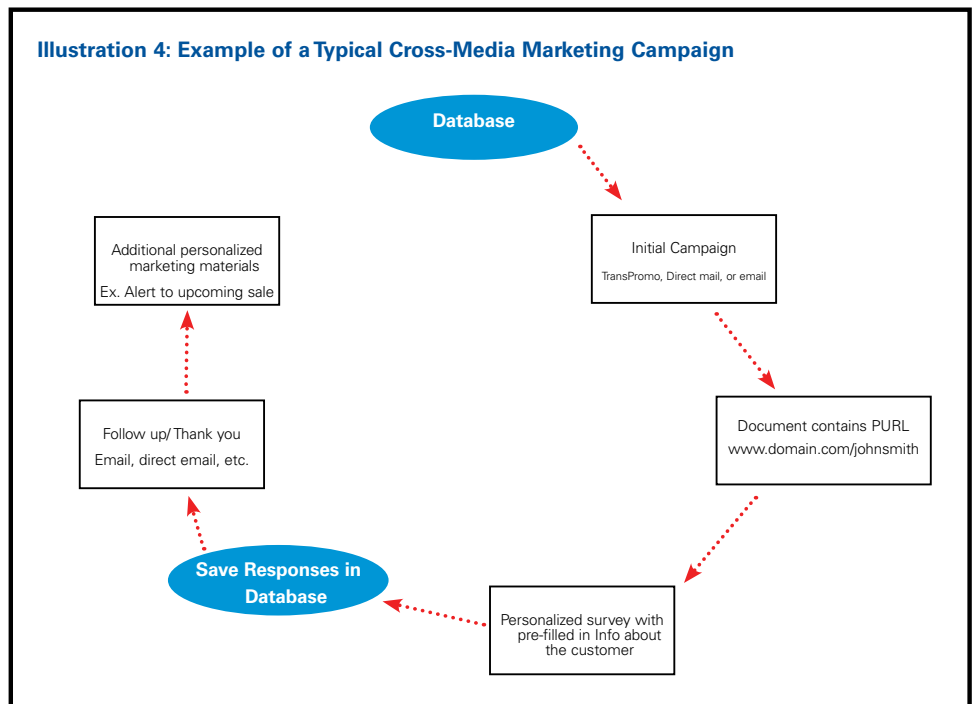 Illustration 4: Example of a Typical Cross-Media Marketing Campaign
Database
Initial Campaign
TransPromo, Direct mail, or email
Document contains PURL
www.domain.com/johnsmith
Personalized survey with
pre-filled in Info about
the customer
Save Responses in
Database
Follow up/ Thank you
Email, direct email, etc.
Additional personalized
marketing materials
Ex. Alert to upcoming sale